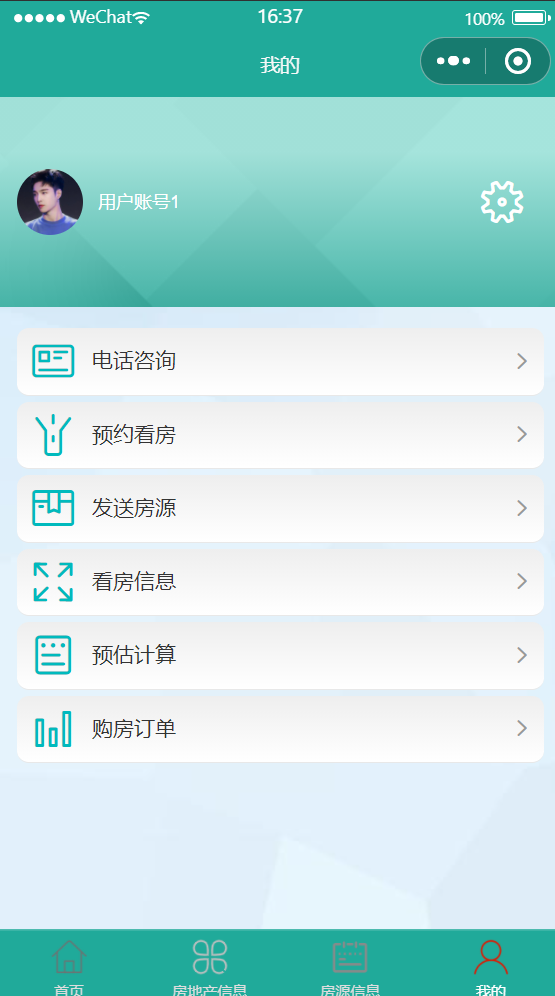 WeChat 16:37 100%
我的
用户账号1
电话咨询
预约看房
发送房源
看房信息
预估计算
购房订单
首页 房地产信息 房源信息 我的